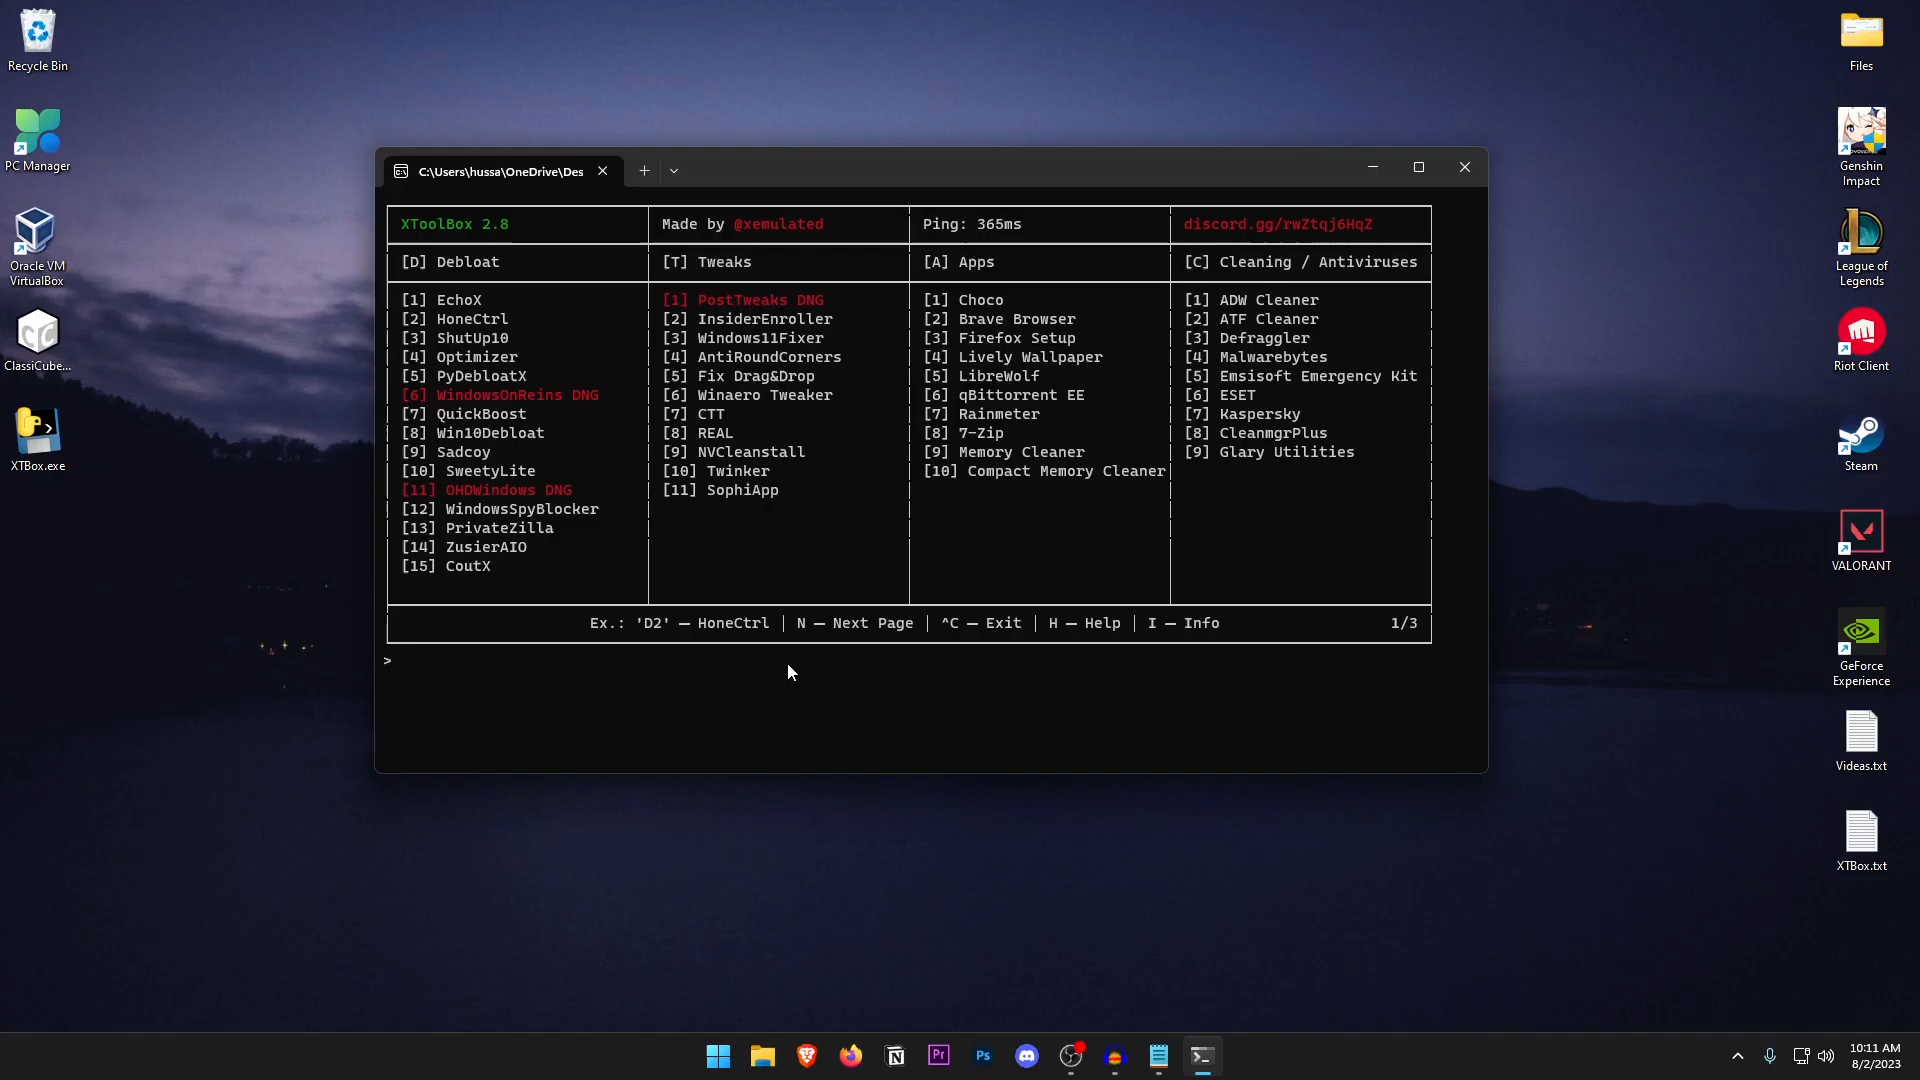 Recycle Bin
PC Manager
Oracle VM
VirtualBox
ClassiCube...
XTBox.exe
C:\Users\hussa\OneDrive\Des
XToolBox 2.8
Made by @xemulated
Ping: 365ms
discord.gg/rwZtqj6HqZ
[D] Debloat
[T] Tweaks
[A] Apps
[C] Cleaning / Antiviruses
[1] EchoX
[2] HoneCtrl
[3] ShutUp10
[4] Optimizer
[5] PyDebloatX
[6] WindowsOnReins DNG
[7] QuickBoost
[8] Win10Debloat
[9] Sadcoy
[10] SweetyLite
[11] OHDWindows DNG
[12] WindowsSpyBlocker
[13] PrivateZilla
[14] ZusierAIO
[15] CoutX
[1] PostTweaks DNG
[2] InsiderEnroller
[3] Windows11Fixer
[4] AntiRoundCorners
[5] Fix Drag&Drop
[6] Winaero Tweaker
[7] CTT
[8] REAL
[9] NVCleanstall
[10] Twinker
[11] SophiApp
[1] Choco
[2] Brave Browser
[3] Firefox Setup
[4] Lively Wallpaper
[5] LibreWolf
[6] qBittorrent EE
[7] Rainmeter
[8] 7-Zip
[9] Memory Cleaner
[10] Compact Memory Cleaner
[1] ADW Cleaner
[2] ATF Cleaner
[3] Defraggler
[4] Malwarebytes
[5] Emsisoft Emergency Kit
[6] ESET
[7] Kaspersky
[8] CleanmgrPlus
[9] Glary Utilities
Ex.: 'D2' — HoneCtrl │ N — Next Page │ ^C — Exit │ H — Help │ I — Info 1/3
>
Files
Genshin
Impact
League of
Legends
Riot Client
Steam
VALORANT
GeForce
Experience
Videas.txt
XTBox.txt
Pr
Ps
10:11 AM
8/2/2023